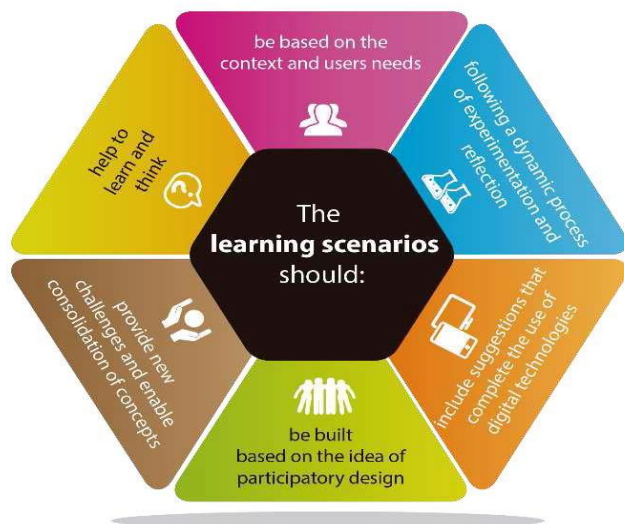 The
learning scenarios
should:
be based on the
context and users needs
following a dynamic process
of experimentation and
reflection
include suggestions that
complete the use of
digital technologies
be built
based on the idea of
participatory design
provide new
challenges and enable
consolidation of concepts
help to
learn and
think